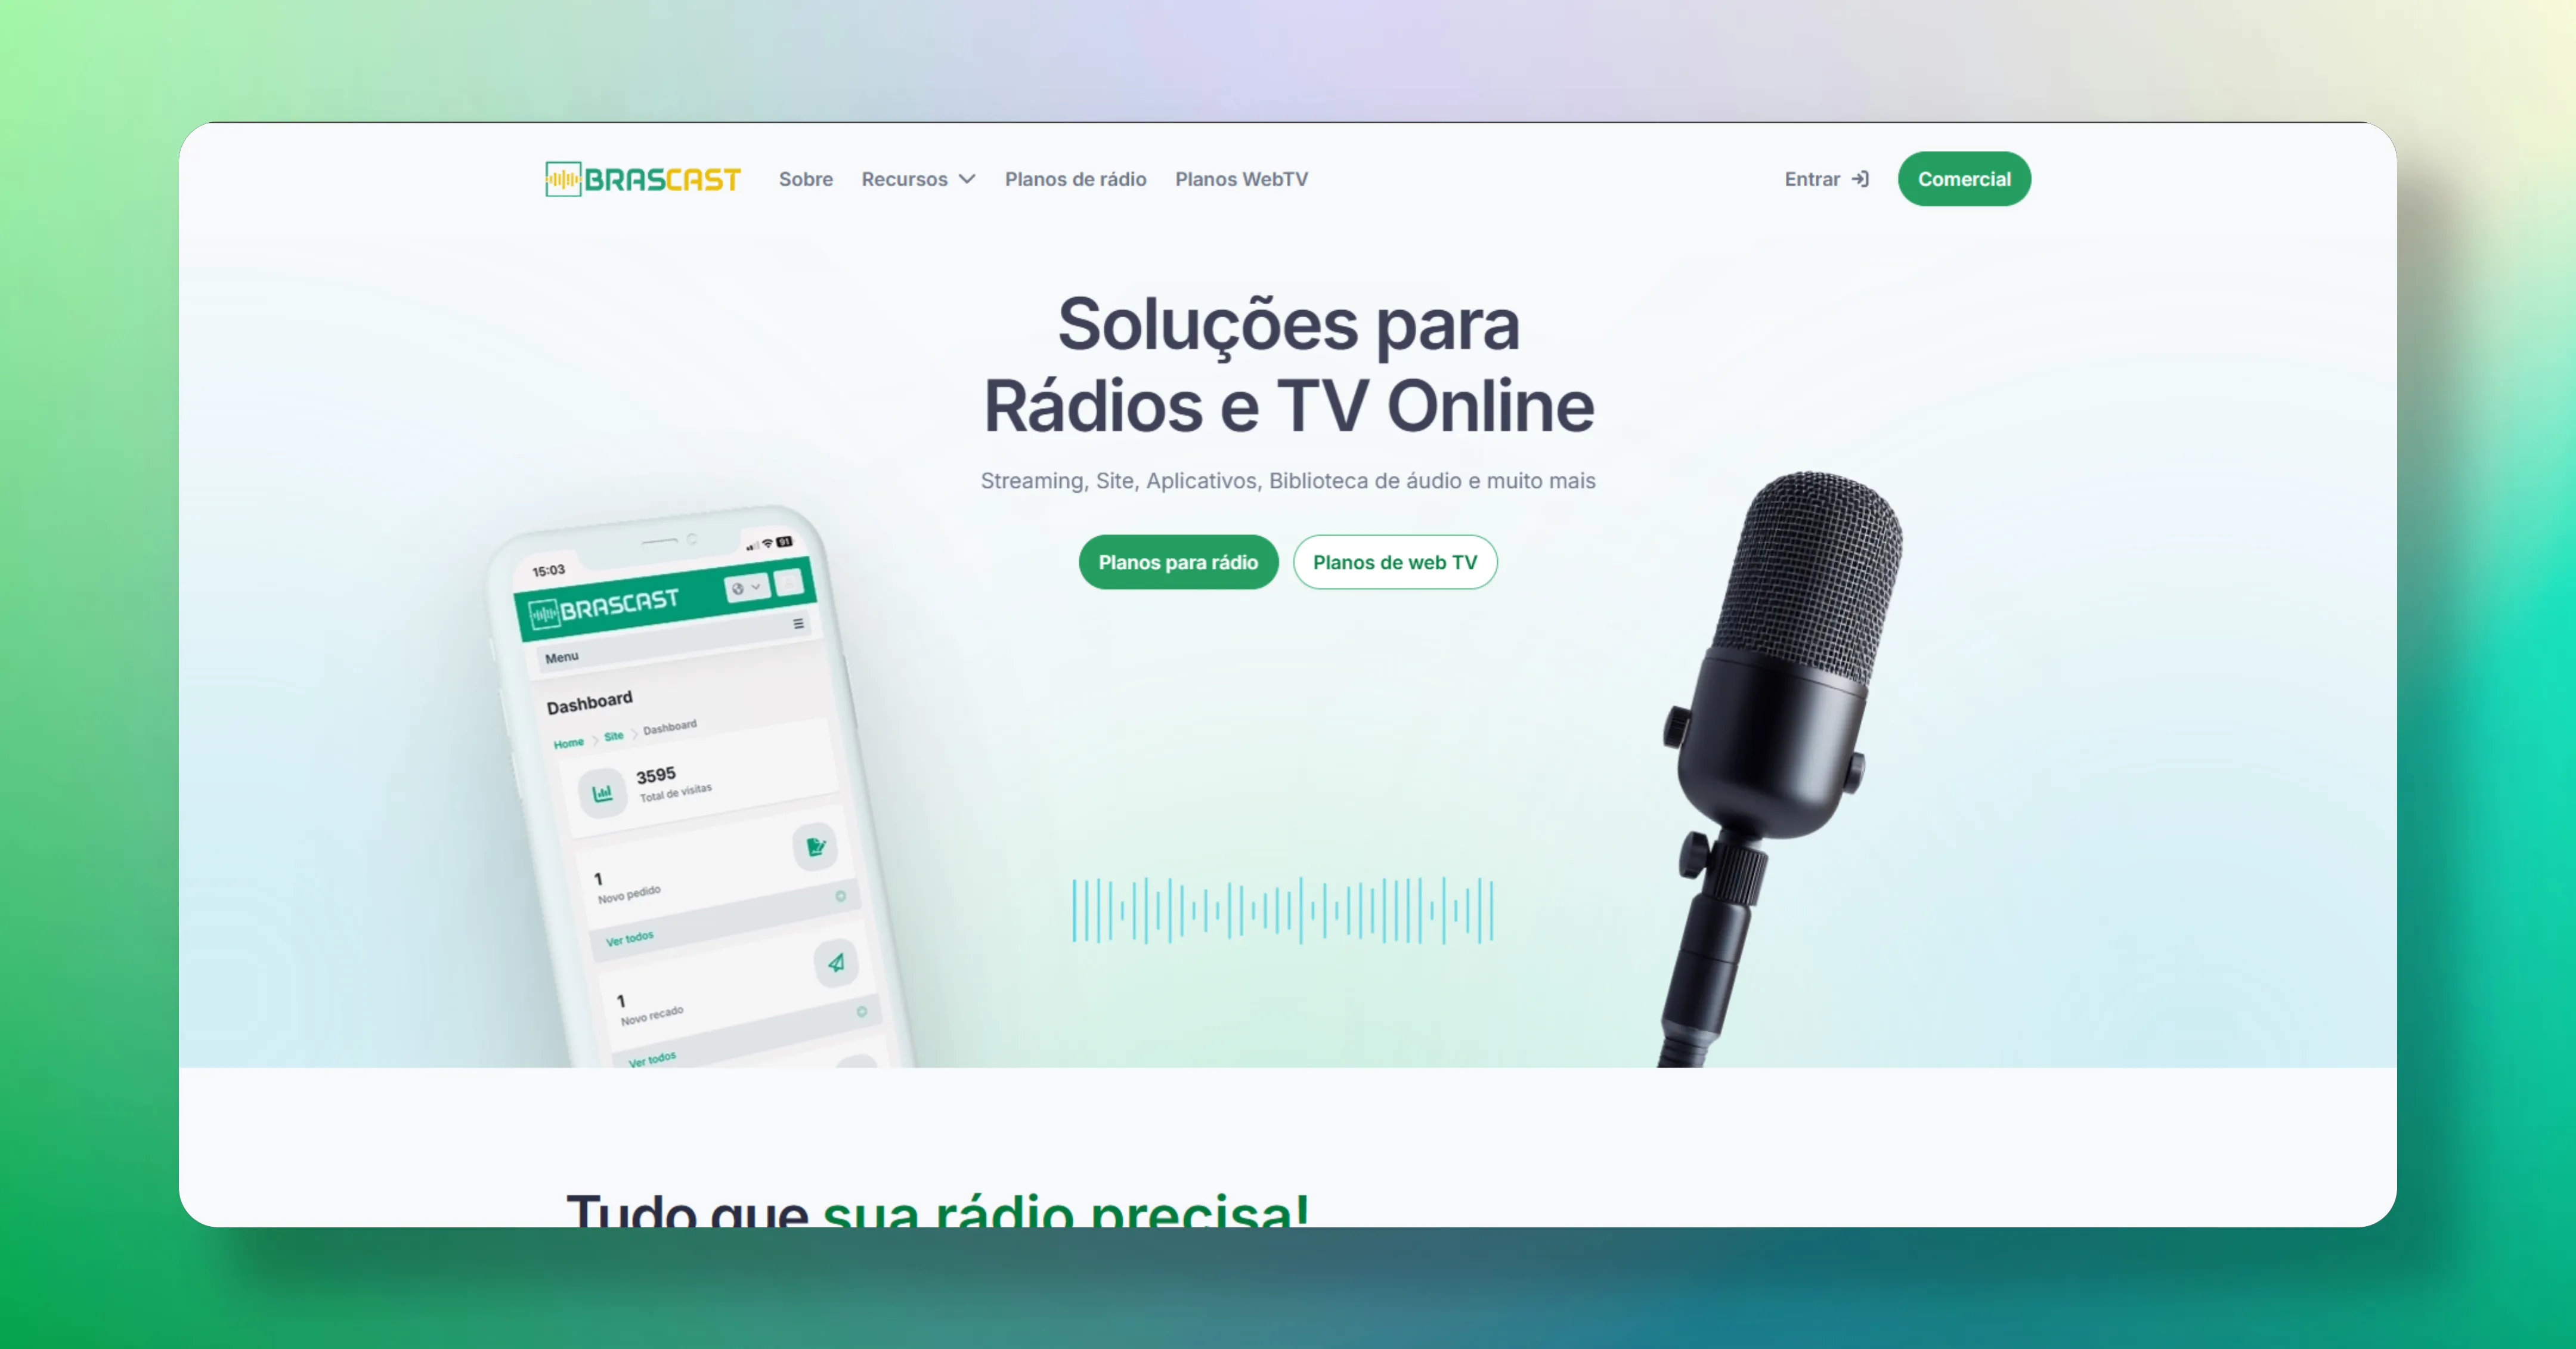 BRASCAST
Sobre
Recursos
Planos de rádio
Planos WebTV
Entrar
Comercial
Soluções para
Rádios e TV Online
Streaming, Site, Aplicativos, Biblioteca de áudio e muito mais
Planos para rádio
Planos de web TV
15:03
91
BRASCAST
Menu
Dashboard
Home
Site
Dashboard
3595
Total de visitas
1
Novo pedido
Ver todos
1
Novo recado
Ver todos
Tudo que sua rádio precisa!